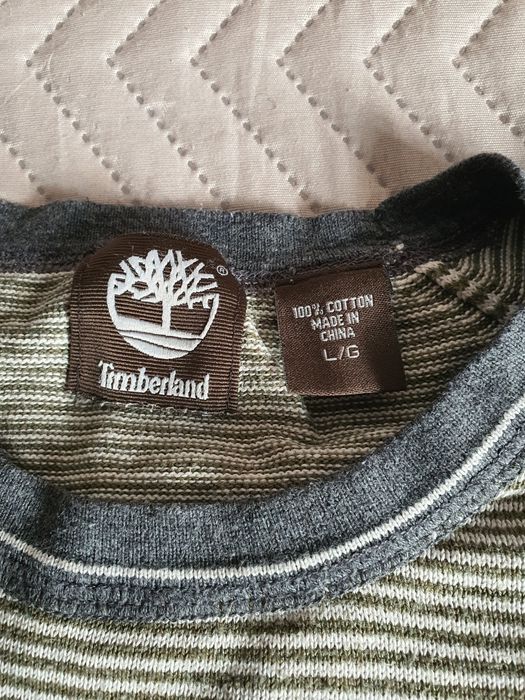 ®
Timberland
100% COTTON
MADE IN
CHINA
L/G